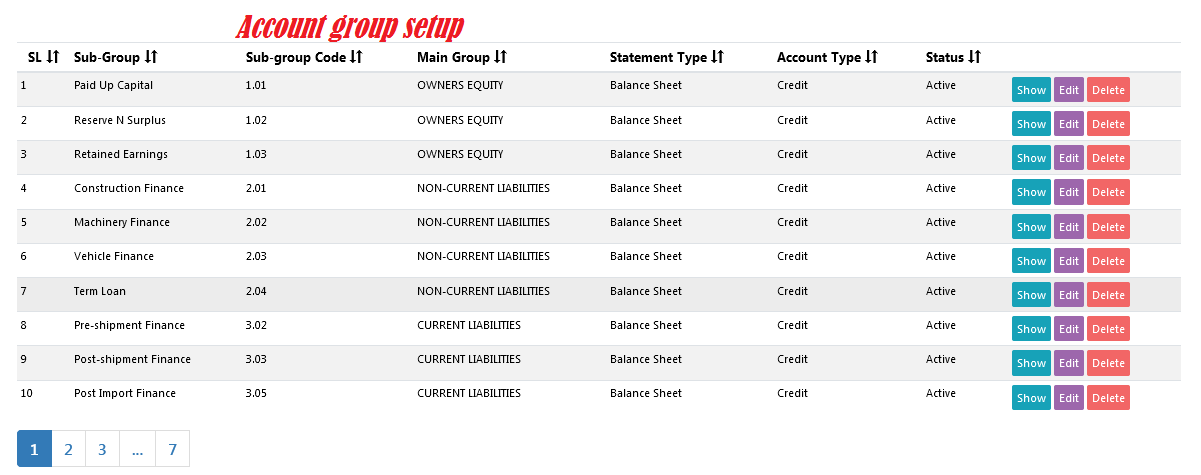 Account group setup
SL Sub-Group Sub-group Code Main Group Statement Type Account Type Status
1 Paid Up Capital 1.01 OWNERS EQUITY Balance Sheet Credit Active Show Edit Delete
2 Reserve N Surplus 1.02 OWNERS EQUITY Balance Sheet Credit Active Show Edit Delete
3 Retained Earnings 1.03 OWNERS EQUITY Balance Sheet Credit Active Show Edit Delete
4 Construction Finance 2.01 NON-CURRENT LIABILITIES Balance Sheet Credit Active Show Edit Delete
5 Machinery Finance 2.02 NON-CURRENT LIABILITIES Balance Sheet Credit Active Show Edit Delete
6 Vehicle Finance 2.03 NON-CURRENT LIABILITIES Balance Sheet Credit Active Show Edit Delete
7 Term Loan 2.04 NON-CURRENT LIABILITIES Balance Sheet Credit Active Show Edit Delete
8 Pre-shipment Finance 3.02 CURRENT LIABILITIES Balance Sheet Credit Active Show Edit Delete
9 Post-shipment Finance 3.03 CURRENT LIABILITIES Balance Sheet Credit Active Show Edit Delete
10 Post Import Finance 3.05 CURRENT LIABILITIES Balance Sheet Credit Active Show Edit Delete
1 2 3 ... 7